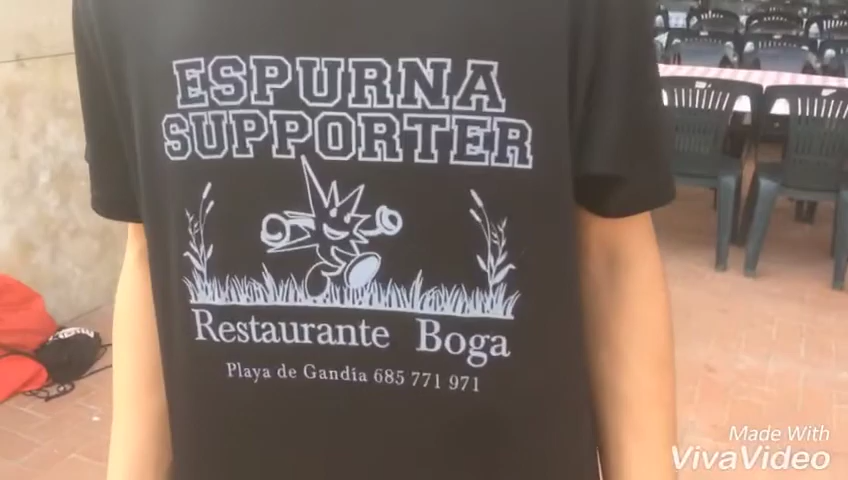 ESPURNA
SUPPORTER
Restaurante Boga
Playa de Gandía 685 771 971
Made With
VivaVideo